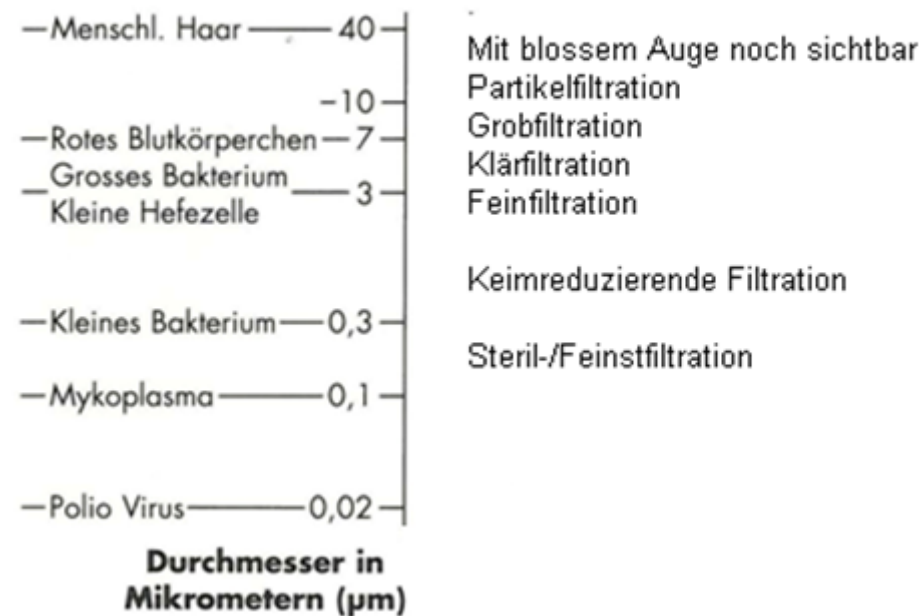 Menschl. Haar 40
Mit blossem Auge noch sichtbar
Partikelfiltration
10
Grobfiltration
Rotes Blutkörperchen 7
Klärfiltration
Grosses Bakterium
3
Kleine Hefezelle
Feinfiltration
Keimreduzierende Filtration
Kleines Bakterium 0,3
Steril-/Feinstfiltration
Mykoplasma 0,1
Polio Virus 0,02
Durchmesser in
Mikrometern (µm)